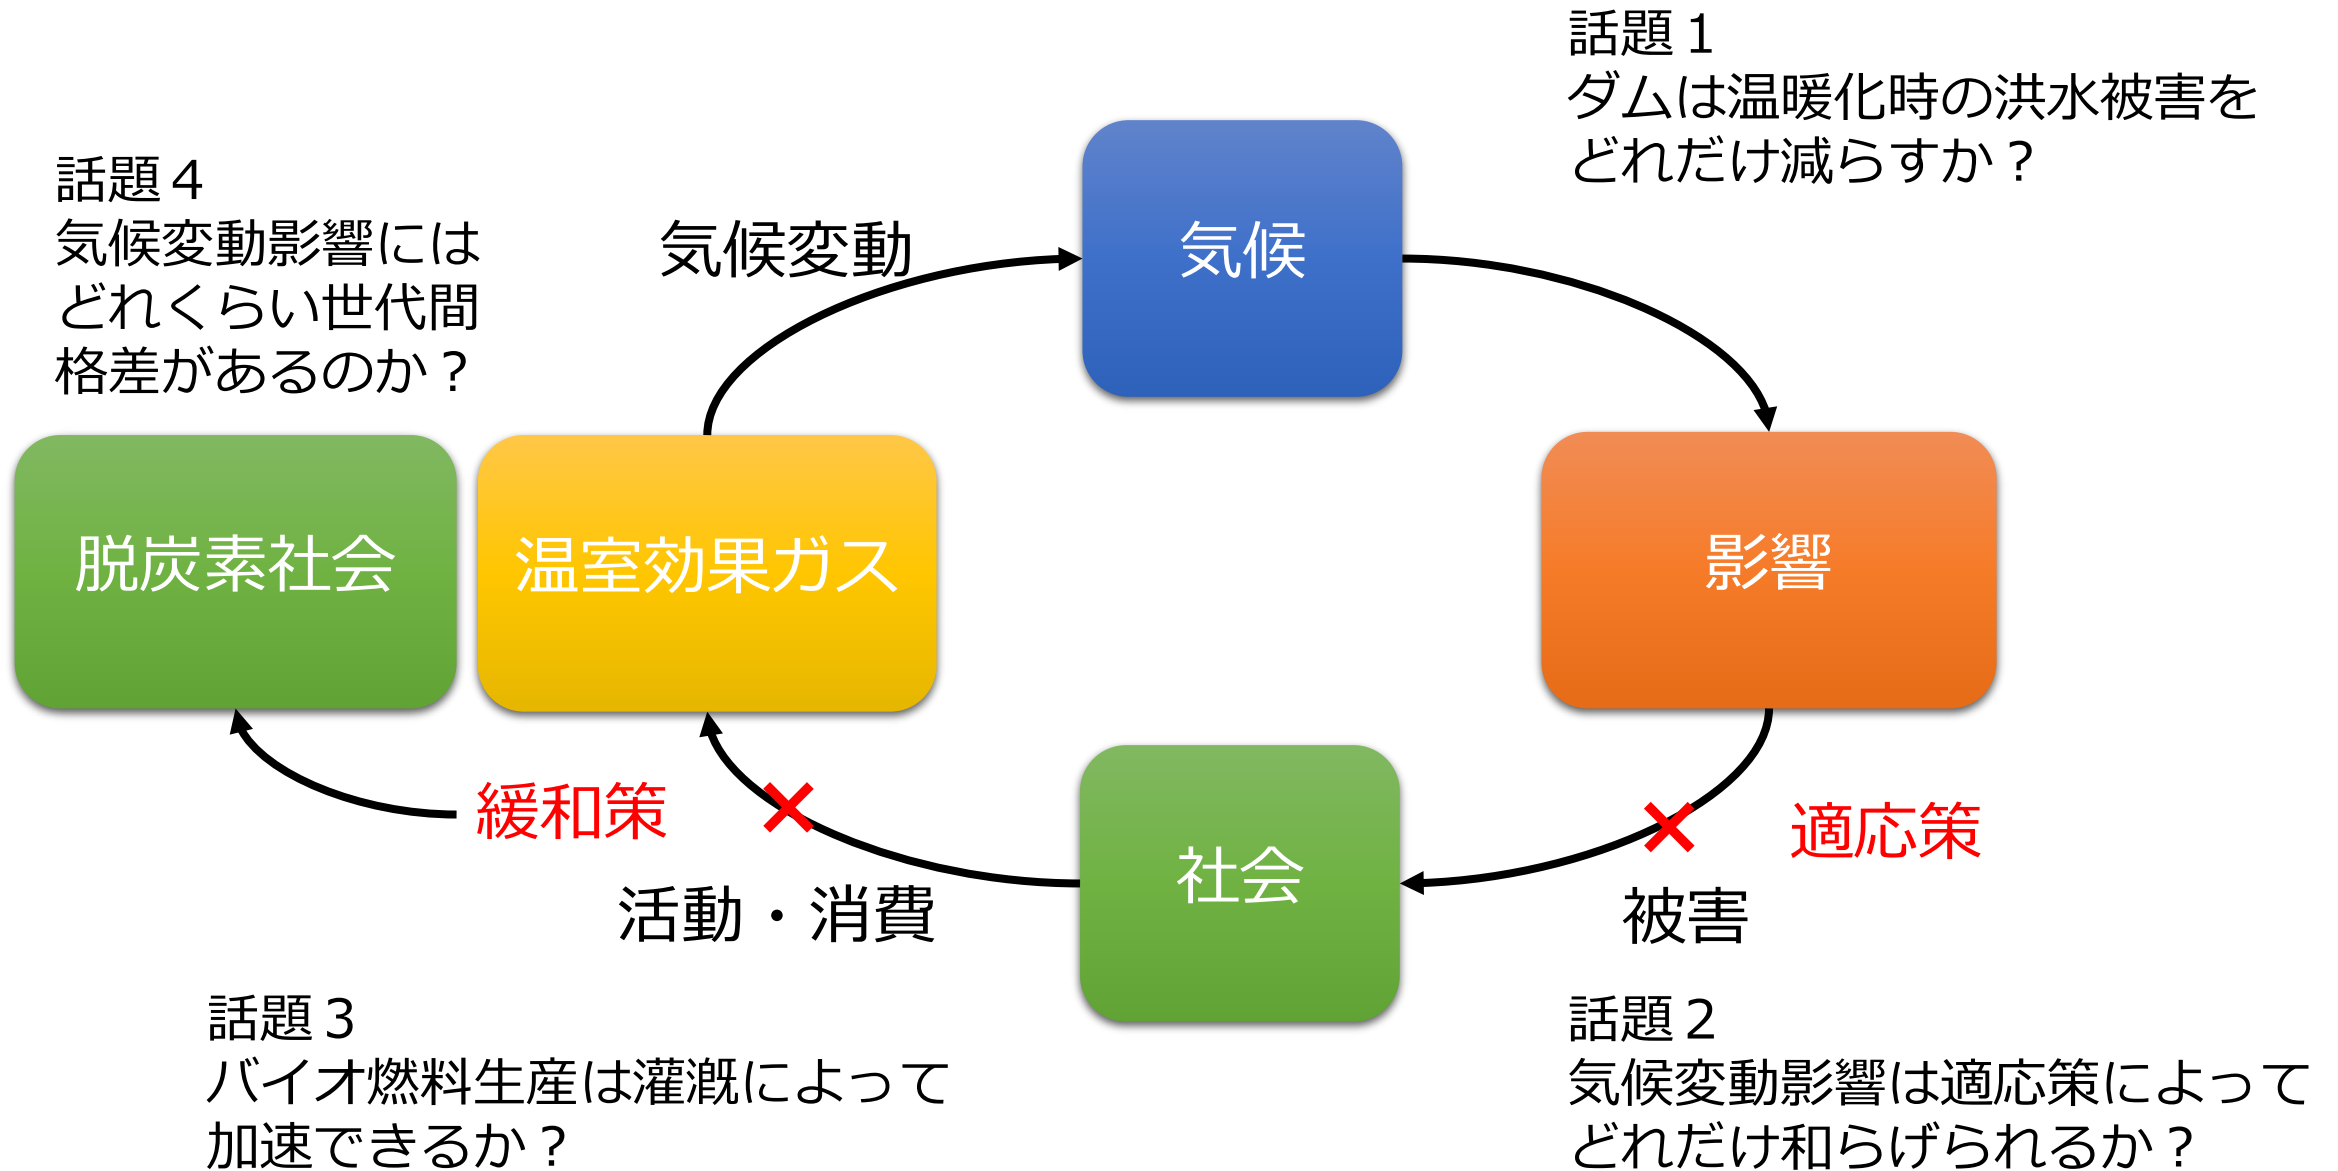 話題１
ダムは温暖化時の洪水被害を
どれだけ減らすか？
話題４
気候変動影響には
どれくらい世代間
格差があるのか？
気候変動
気候
脱炭素社会
温室効果ガス
影響
緩和策
適応策
社会
活動・消費
被害
話題３
バイオ燃料生産は灌漑によって
加速できるか？
話題２
気候変動影響は適応策によって
どれだけ和らげられるか？